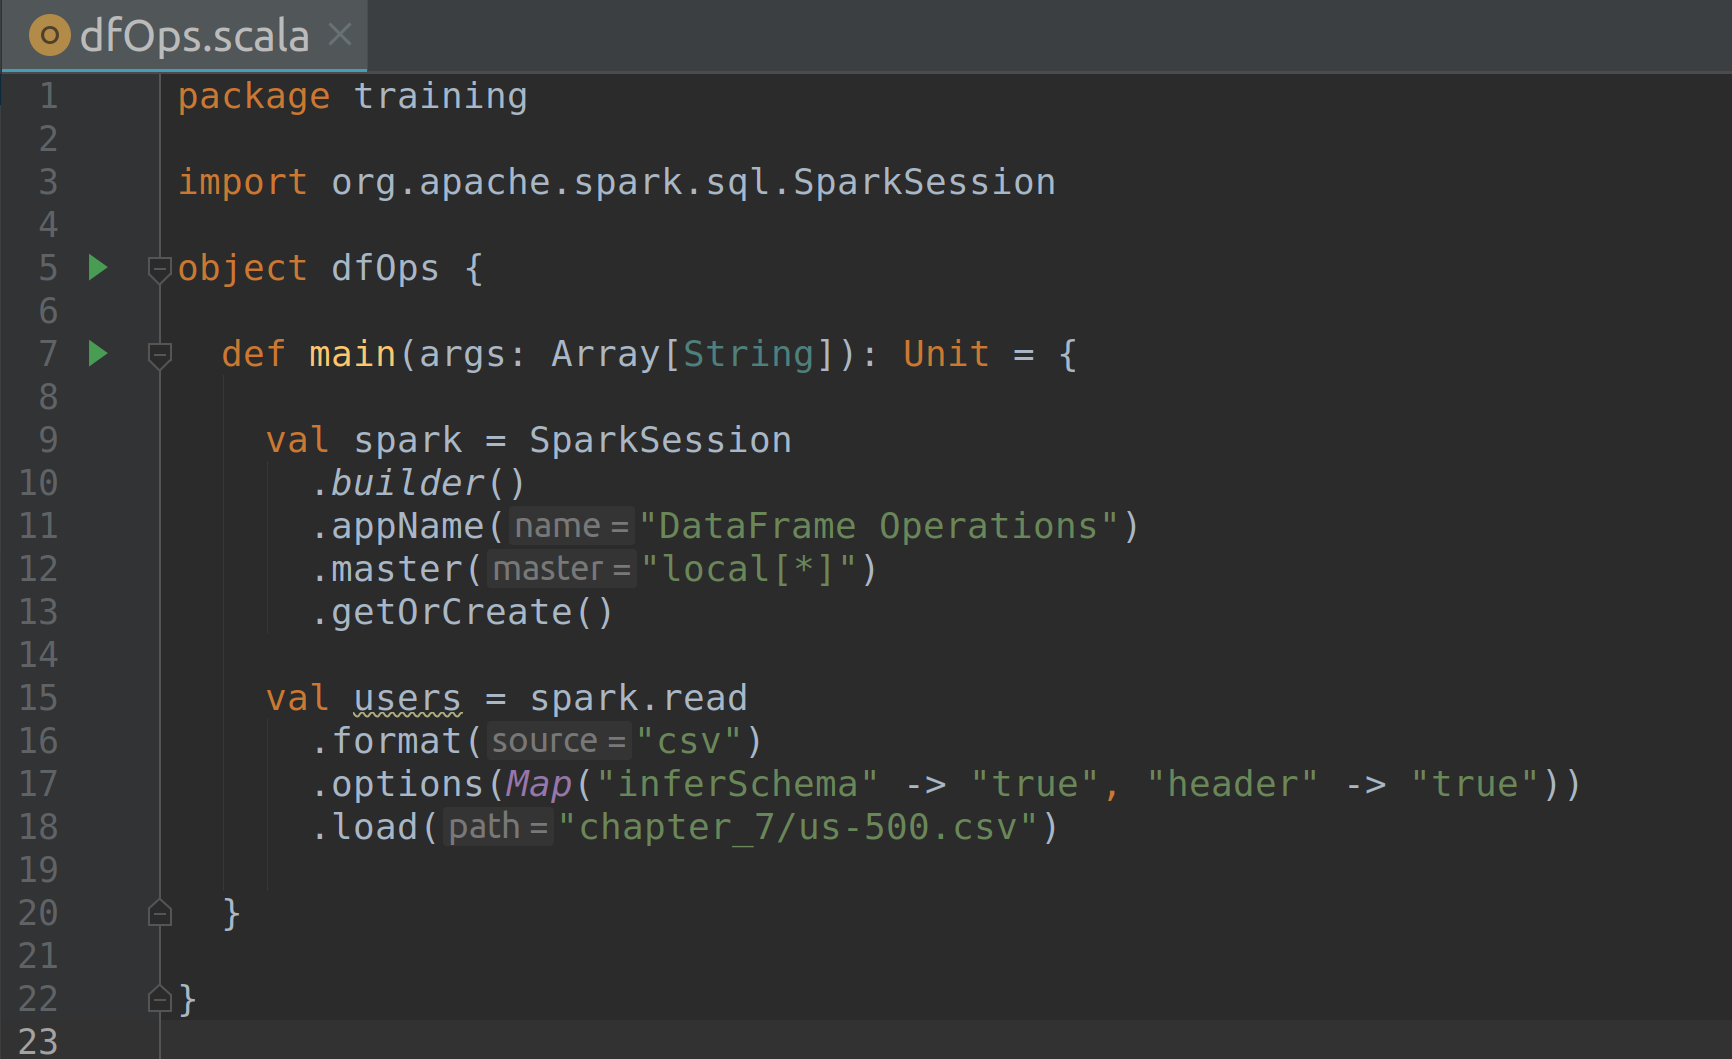 dfOps.scala
1 package training
2
3 import org.apache.spark.sql.SparkSession
4
5 object dfOps {
6
7   def main(args: Array[String]): Unit = {
8
9     val spark = SparkSession
10       .builder()
11       .appName( name = "DataFrame Operations")
12       .master( master = "local[*]")
13       .getOrCreate()
14
15     val users = spark.read
16       .format( source = "csv")
17       .options(Map("inferSchema" -> "true", "header" -> "true"))
18       .load( path = "chapter_7/us-500.csv")
19
20   }
21
22 }
23